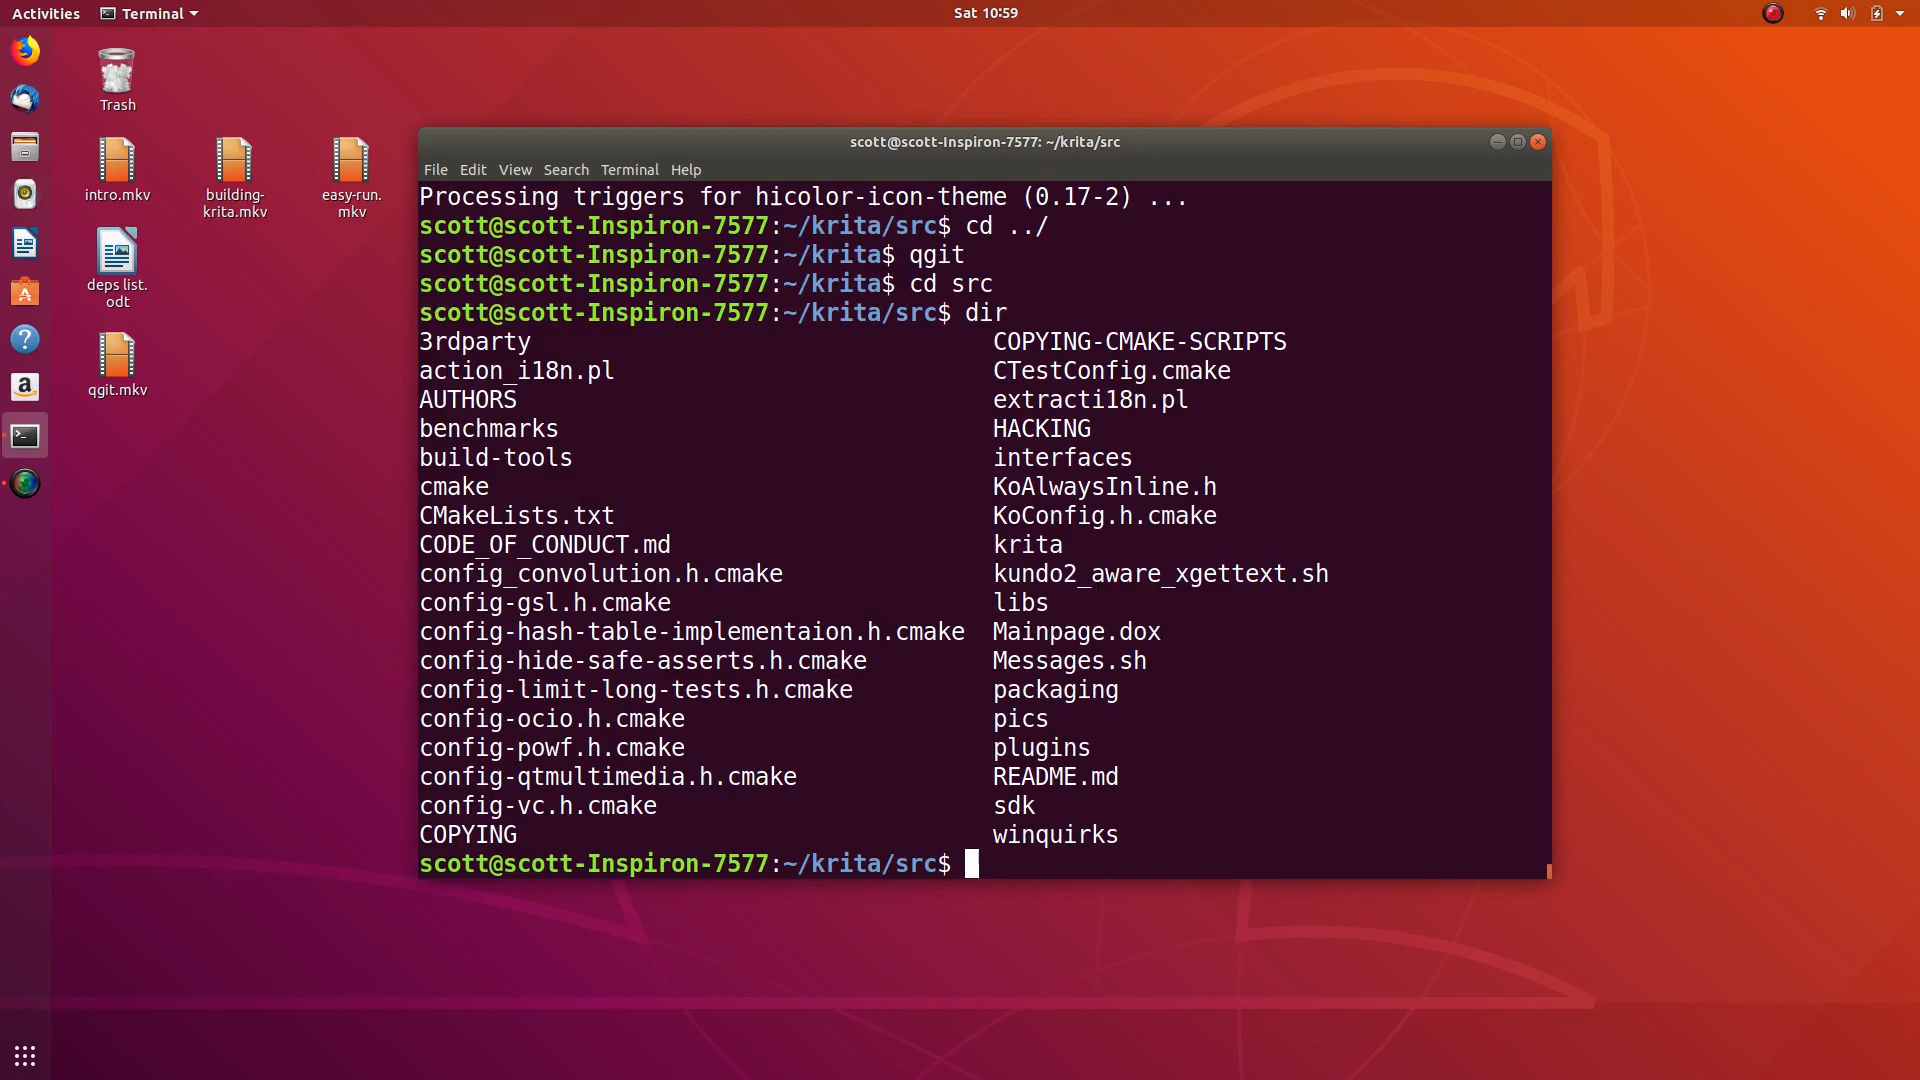 Activities Terminal Sat 10:59
Trash
intro.mkv building-krita.mkv easy-run.mkv
deps list.odt
qgit.mkv
scott@scott-Inspiron-7577: ~/krita/src
File Edit View Search Terminal Help
Processing triggers for hicolor-icon-theme (0.17-2) ...
scott@scott-Inspiron-7577:~/krita/src$ cd ../
scott@scott-Inspiron-7577:~/krita$ qgit
scott@scott-Inspiron-7577:~/krita$ cd src
scott@scott-Inspiron-7577:~/krita/src$ dir
3rdparty COPYING-CMAKE-SCRIPTS
action_i18n.pl CTestConfig.cmake
AUTHORS extracti18n.pl
benchmarks HACKING
build-tools interfaces
cmake KoAlwaysInline.h
CMakeLists.txt KoConfig.h.cmake
CODE_OF_CONDUCT.md krita
config_convolution.h.cmake kundo2_aware_xgettext.sh
config-gsl.h.cmake libs
config-hash-table-implementaion.h.cmake Mainpage.dox
config-hide-safe-asserts.h.cmake Messages.sh
config-limit-long-tests.h.cmake packaging
config-ocio.h.cmake pics
config-powf.h.cmake plugins
config-qtmultimedia.h.cmake README.md
config-vc.h.cmake sdk
COPYING winquirks
scott@scott-Inspiron-7577:~/krita/src$